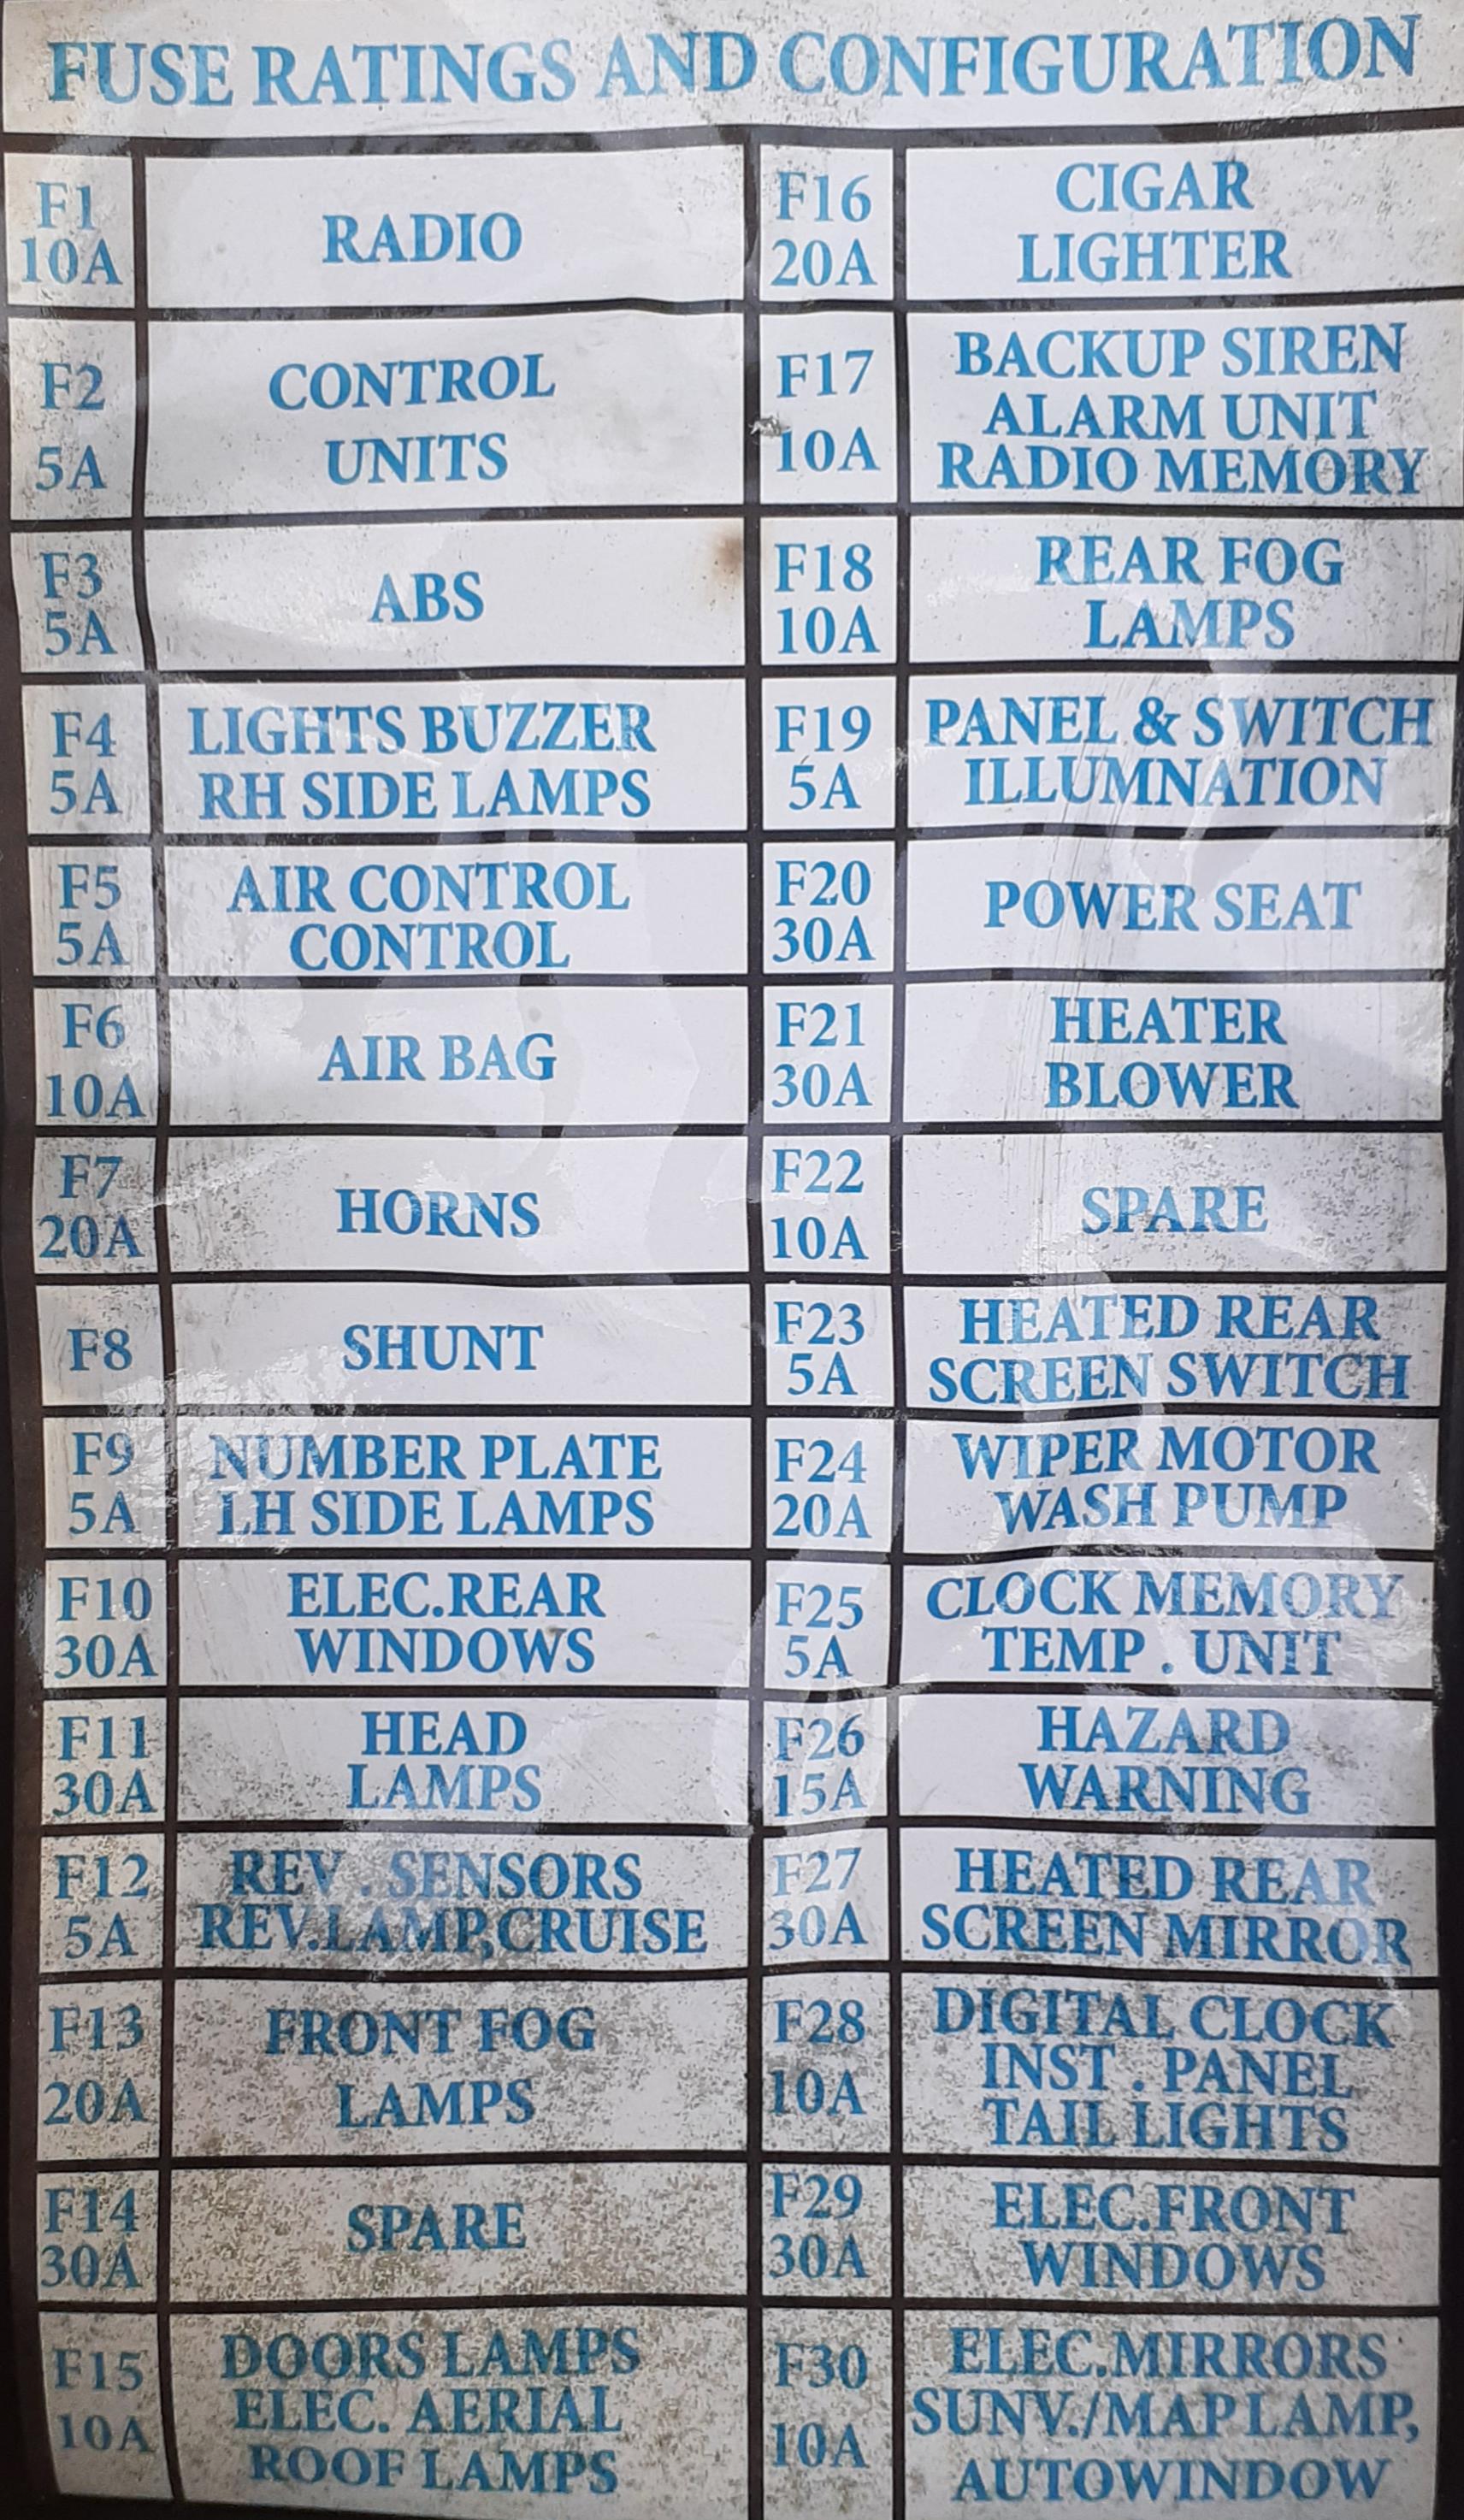 FUSE RATINGS AND CONFIGURATION
F1
10A
RADIO
F16
20A
CIGAR
LIGHTER
F2
5A
CONTROL
UNITS
F17
10A
BACKUP SIREN
ALARM UNIT
RADIO MEMORY
F3
5A
ABS
F18
10A
REAR FOG
LAMPS
F4
5A
LIGHTS BUZZER
RH SIDE LAMPS
F19
5A
PANEL & SWITCH
ILLUMNATION
F5
5A
AIR CONTROL
CONTROL
F20
30A
POWER SEAT
F6
10A
AIR BAG
F21
30A
HEATER
BLOWER
F7
20A
HORNS
F22
10A
SPARE
F8
SHUNT
F23
5A
HEATED REAR
SCREEN SWITCH
F9
5A
NUMBER PLATE
LH SIDE LAMPS
F24
20A
WIPER MOTOR
WASH PUMP
F10
30A
ELEC.REAR
WINDOWS
F25
5A
CLOCK MEMORY
TEMP . UNIT
F11
30A
HEAD
LAMPS
F26
15A
HAZARD
WARNING
F12
5A
REV . SENSORS
REV.LAMP,CRUISE
F27
30A
HEATED REAR
SCREEN MIRROR
F13
20A
FRONT FOG
LAMPS
F28
10A
DIGITAL CLOCK
INST . PANEL
TAIL LIGHTS
F14
30A
SPARE
F29
30A
ELEC.FRONT
WINDOWS
F15
10A
DOORS LAMPS
ELEC. AERIAL
ROOF LAMPS
F30
10A
ELEC.MIRRORS
SUNV./MAP LAMP,
AUTOWINDOW